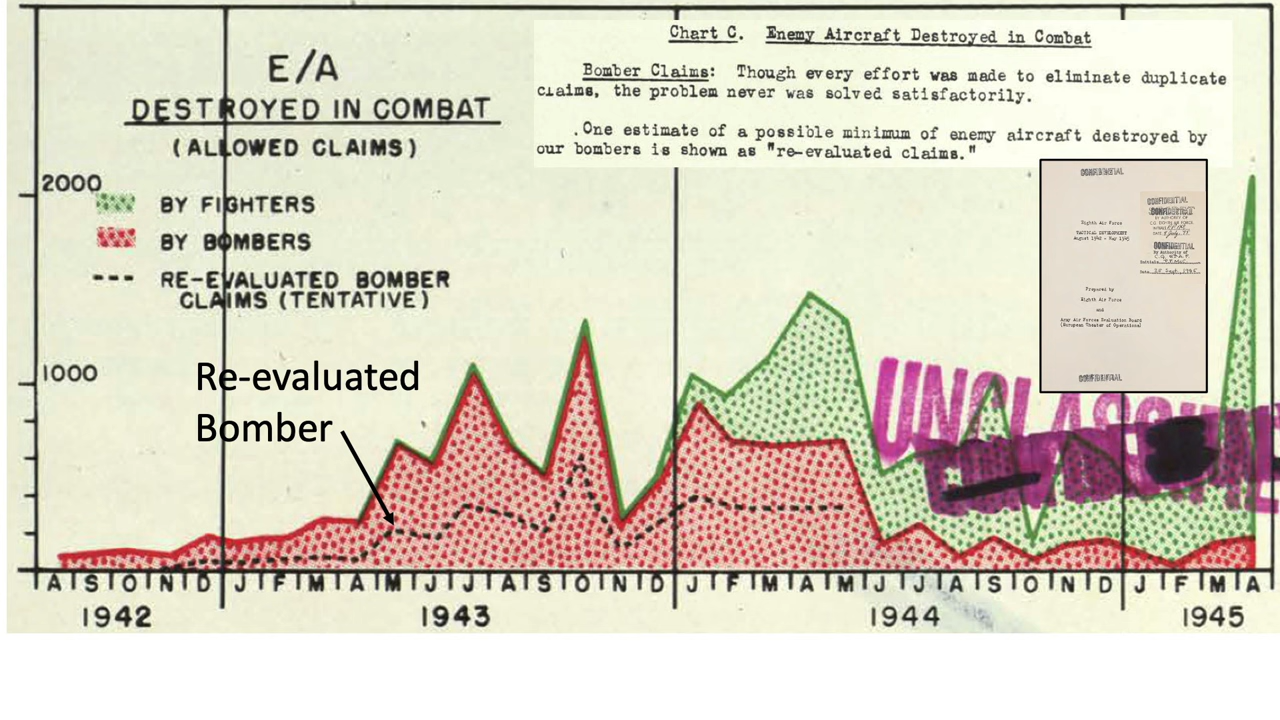 E/A
DESTROYED IN COMBAT
(ALLOWED CLAIMS)
BY FIGHTERS
BY BOMBERS
RE-EVALUATED BOMBER
CLAIMS (TENTATIVE)
Chart C. Enemy Aircraft Destroyed in Combat
Bomber Claims: Though every effort was made to eliminate duplicate
claims, the problem never was solved satisfactorily.
One estimate of a possible minimum of enemy aircraft destroyed by
our bombers is shown as "re-evaluated claims."
CONFIDENTIAL
CONFIDENTIAL
CONFIDENTIAL
Eighth Air Force
TACTICAL DEVELOPMENT
August 1942 - May 1945
CONFIDENTIAL
Prepared by
Eighth Air Force
and
Army Air Forces Evaluation Board
(European Theater of Operations)
CONFIDENTIAL
2000
1000
Re-evaluated
Bomber
UNCLASSIFIED
A S O N D J F M A M J J A S O N D J F M A M J J A S O N D J F M A
1942 1943 1944 1945